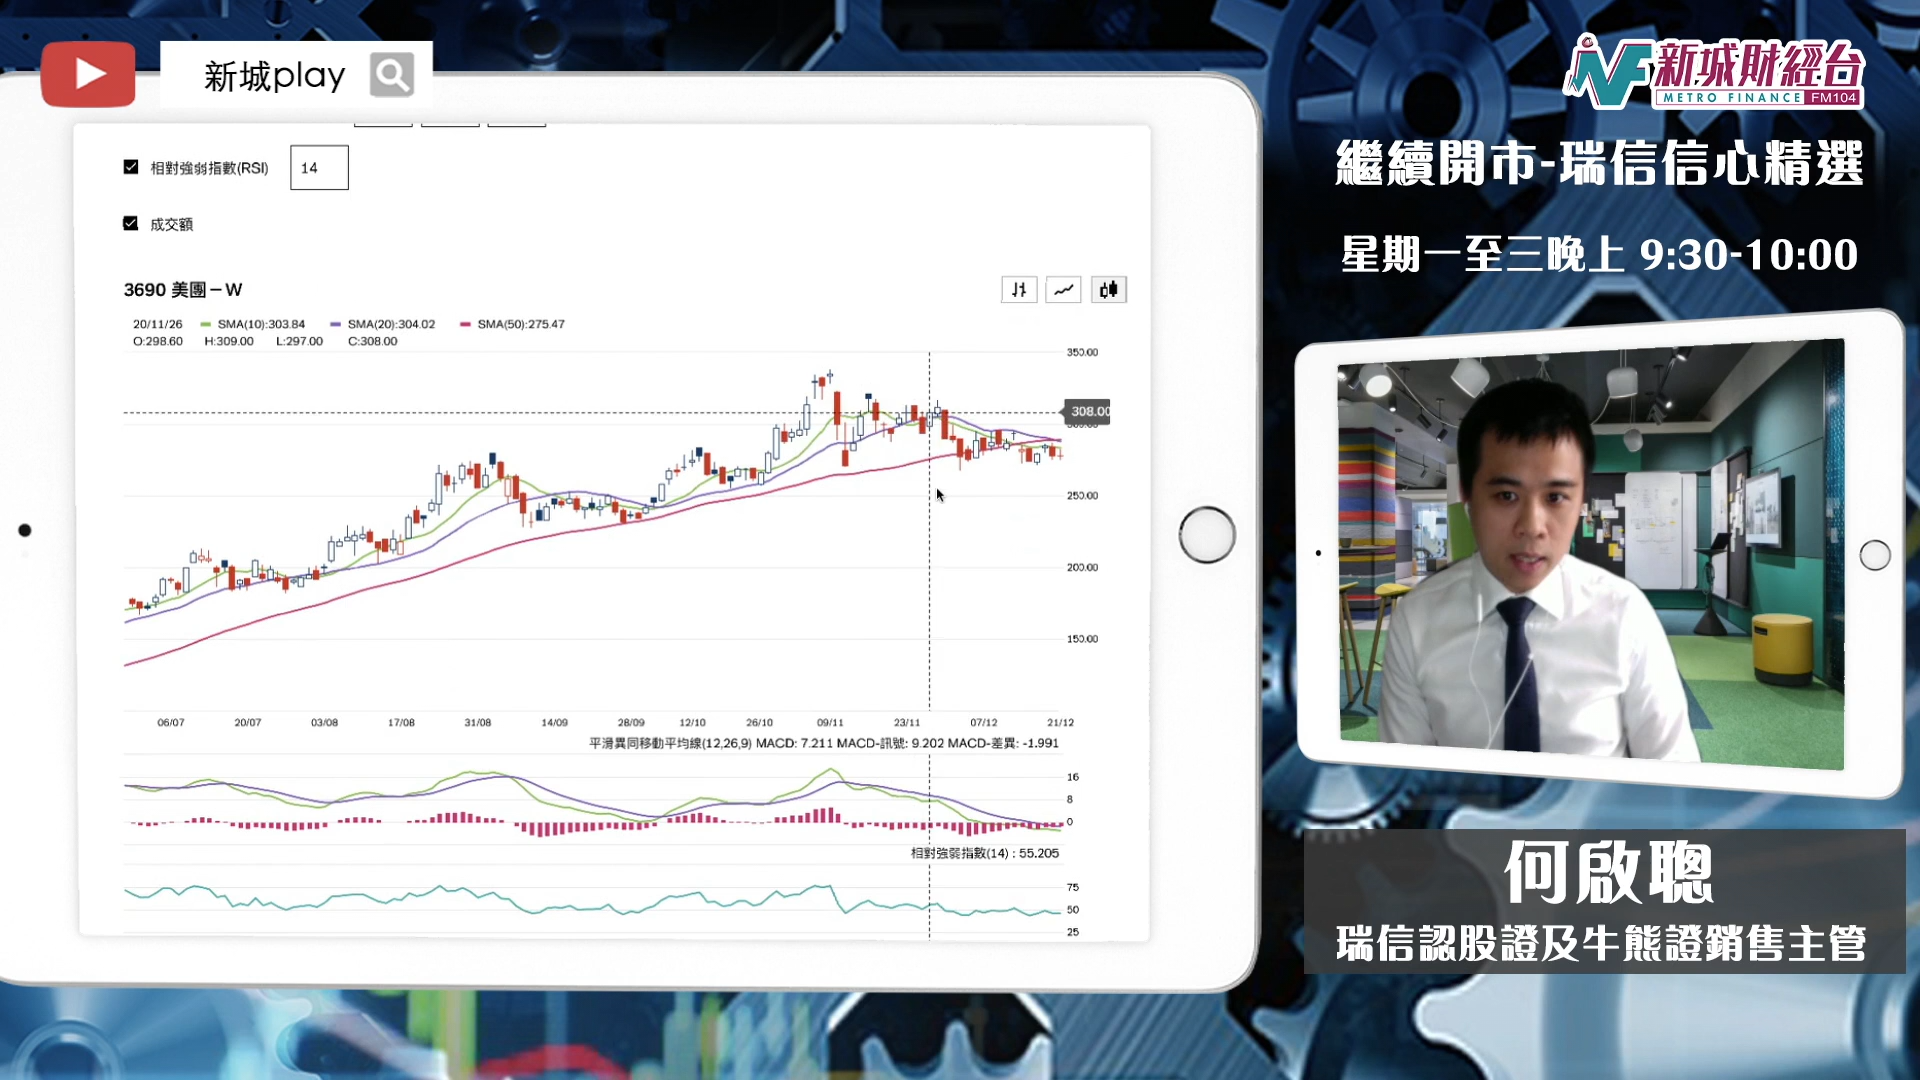 新城play
新城財經台
METRO FINANCE FM104
繼續開市-瑞信信心精選
星期一至三晚上 9:30-10:00
相對強弱指數(RSI) 14
成交額
3690 美團－W
20/11/26 SMA(10):303.84 SMA(20):304.02 SMA(50):275.47
O:298.60 H:309.00 L:297.00 C:308.00
350.00
308.00
300.00
250.00
200.00
150.00
06/07 20/07 03/08 17/08 31/08 14/09 28/09 12/10 26/10 09/11 23/11 07/12 21/12
平滑異同移動平均線(12,26,9) MACD: 7.211 MACD-訊號: 9.202 MACD-差異: -1.991
16
8
0
相對強弱指數(14) : 55.205
75
50
25
何啟聰
瑞信認股證及牛熊證銷售主管